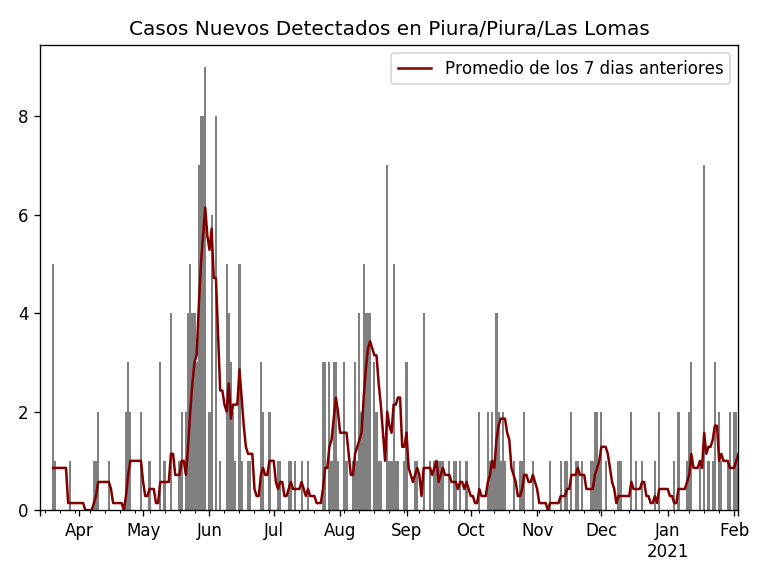 Casos Nuevos Detectados en Piura/Piura/Las Lomas
Promedio de los 7 dias anteriores
8
6
4
2
0
Apr May Jun Jul Aug Sep Oct Nov Dec Jan Feb
2021